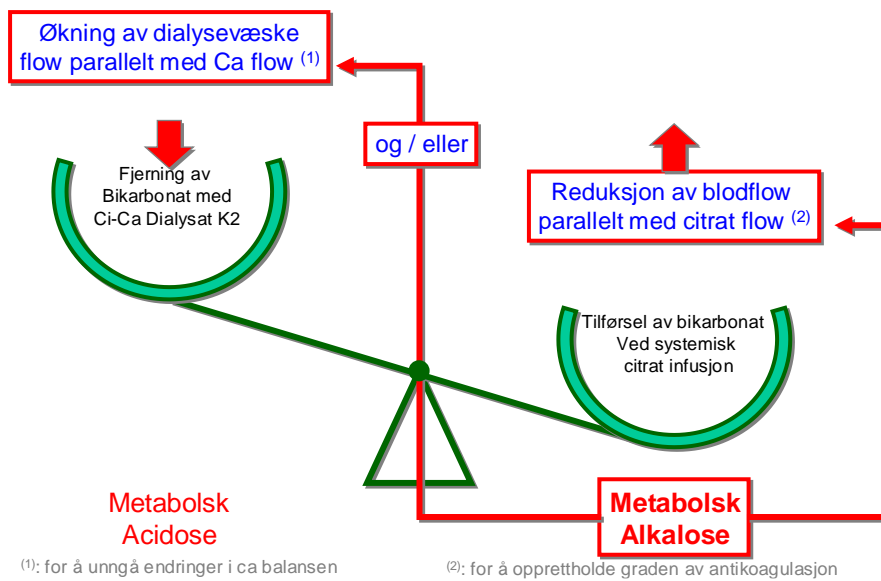 Økning av dialysevæske
flow parallelt med Ca flow (1)
og / eller
Fjerning av
Bikarbonat med
Ci-Ca Dialysat K2
Reduksjon av blodflow
parallelt med citrat flow (2)
Tilførsel av bikarbonat
Ved systemisk
citrat infusjon
Metabolsk
Acidose
Metabolsk
Alkalose
(1): for å unngå endringer i ca balansen
(2): for å opprettholde graden av antikoagulasjon